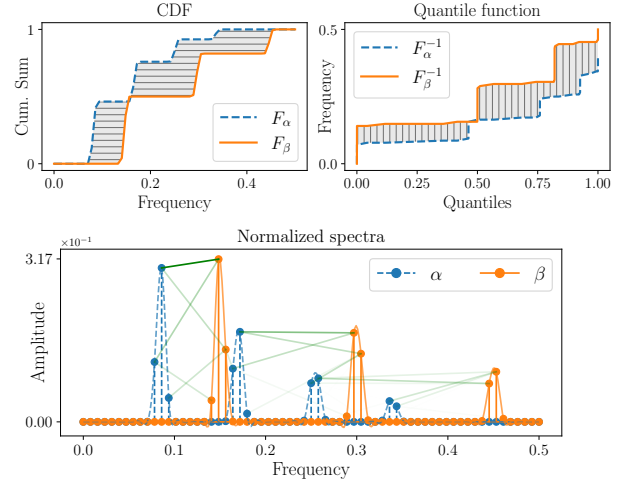 CDF
Cum. Sum
1
0
F_α
F_β
0.0
0.2
0.4
Frequency
Quantile function
Frequency
0.5
0.0
F_α^{-1}
F_β^{-1}
0.00
0.25
0.50
0.75
1.00
Quantiles
Normalized spectra
×10^{-1}
Amplitude
3.17
0.00
α
β
0.0
0.1
0.2
0.3
0.4
0.5
Frequency